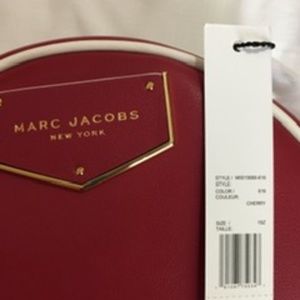 MARC JACOBS
NEW YORK
STYLE /
STYLE:
COLOR /
COULEUR:
CHERRY
SIZE /
TAILLE: